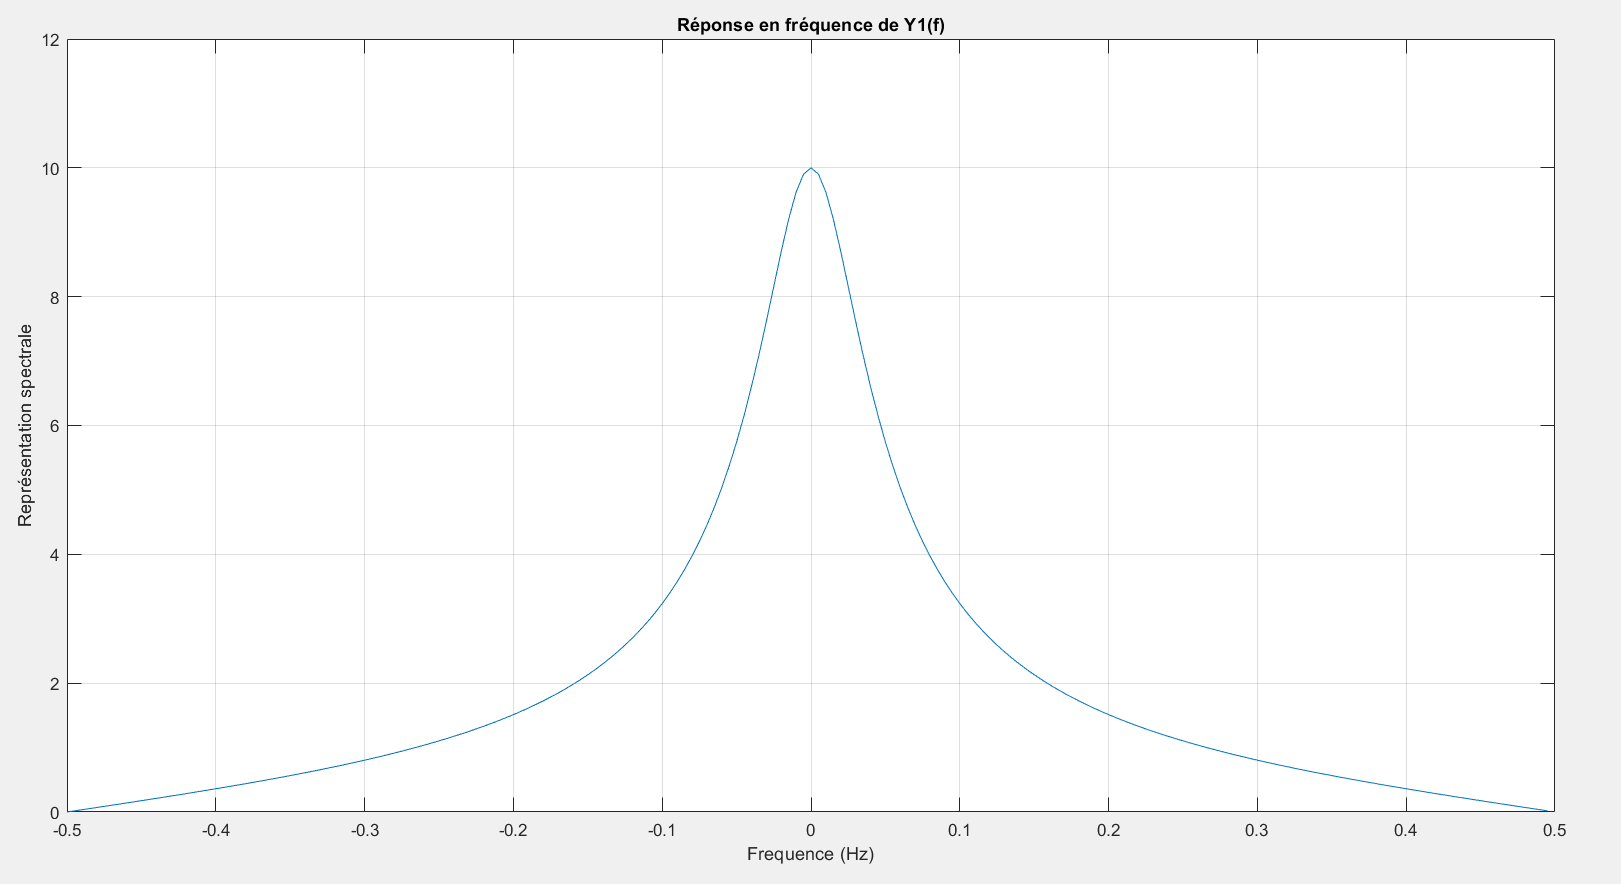 Réponse en fréquence de Y1(f)
12
10
8
6
4
2
0
Représentation spectrale
-0.5 -0.4 -0.3 -0.2 -0.1 0 0.1 0.2 0.3 0.4 0.5
Frequence (Hz)